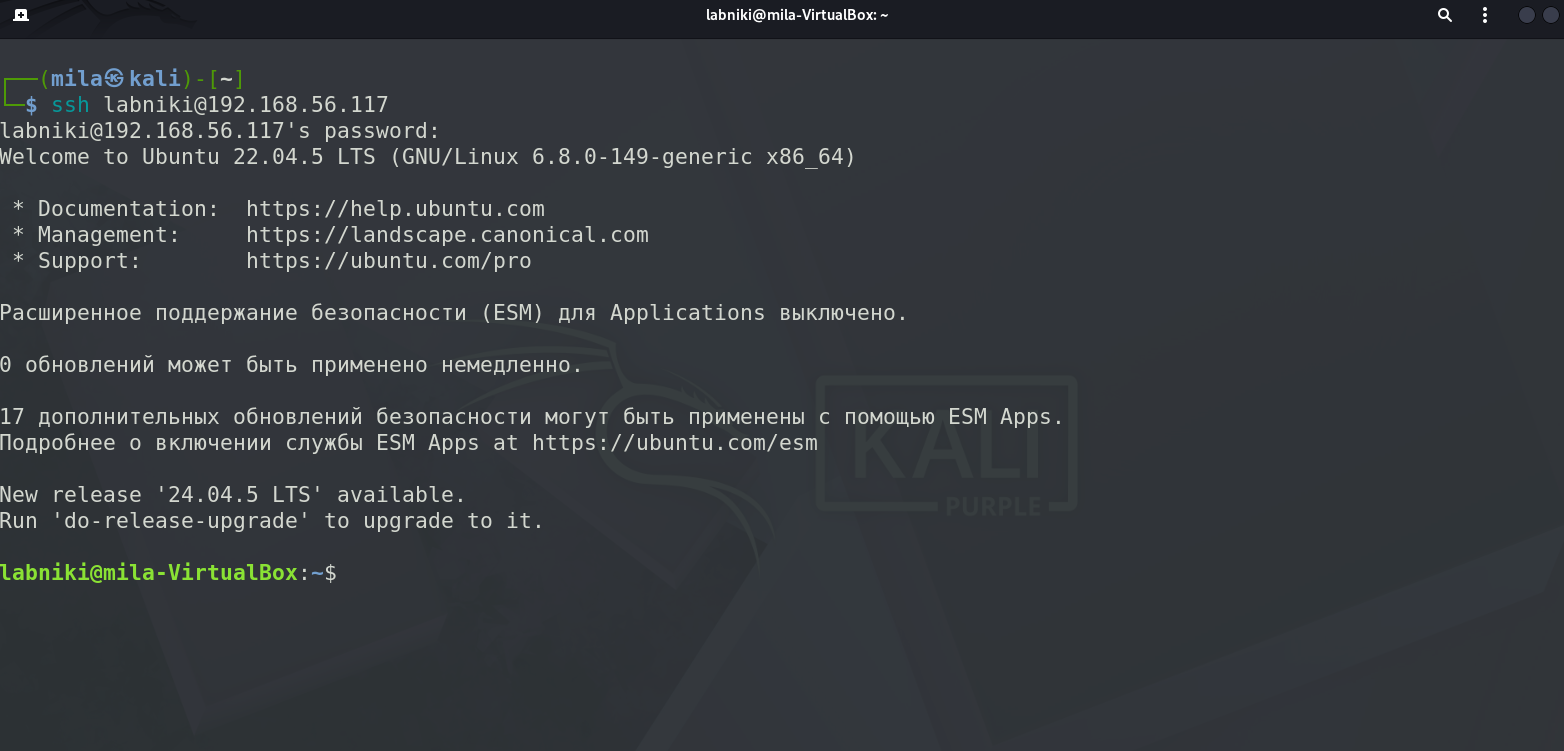 labniki@mila-VirtualBox: ~
┌──(mila㉿kali)-[~]
└─$ ssh labniki@192.168.56.117
labniki@192.168.56.117's password:
Welcome to Ubuntu 22.04.5 LTS (GNU/Linux 6.8.0-149-generic x86_64)
* Documentation:  https://help.ubuntu.com
* Management:     https://landscape.canonical.com
* Support:        https://ubuntu.com/pro
Расширенное поддержание безопасности (ESM) для Applications выключено.
0 обновлений может быть применено немедленно.
17 дополнительных обновлений безопасности могут быть применены с помощью ESM Apps.
Подробнее о включении службы ESM Apps at https://ubuntu.com/esm
New release '24.04.5 LTS' available.
Run 'do-release-upgrade' to upgrade to it.
labniki@mila-VirtualBox:~$
KALI
PURPLE